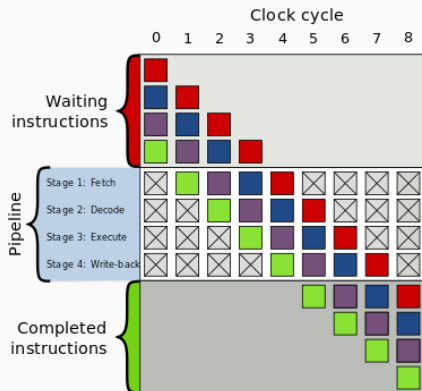 Clock cycle
0 1 2 3 4 5 6 7 8
Waiting
instructions
Pipeline
Stage 1: Fetch
Stage 2: Decode
Stage 3: Execute
Stage 4: Write-back
Completed
instructions